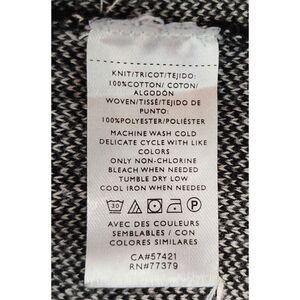 KNIT/TRICOT/TEJIDO:
100%COTTON/ COTON/
ALGODÓN
WOVEN/TISSÉ/TEJIDO DE
PUNTO:
100%POLYESTER/POLIÉSTER
MACHINE WASH COLD
DELICATE CYCLE WITH LIKE
COLORS
ONLY NON-CHLORINE
BLEACH WHEN NEEDED
TUMBLE DRY LOW
COOL IRON WHEN NEEDED
30 P
AVEC DES COULEURS
SEMBLABLES / CON
COLORES SIMILARES
CA#57421
RN#77379